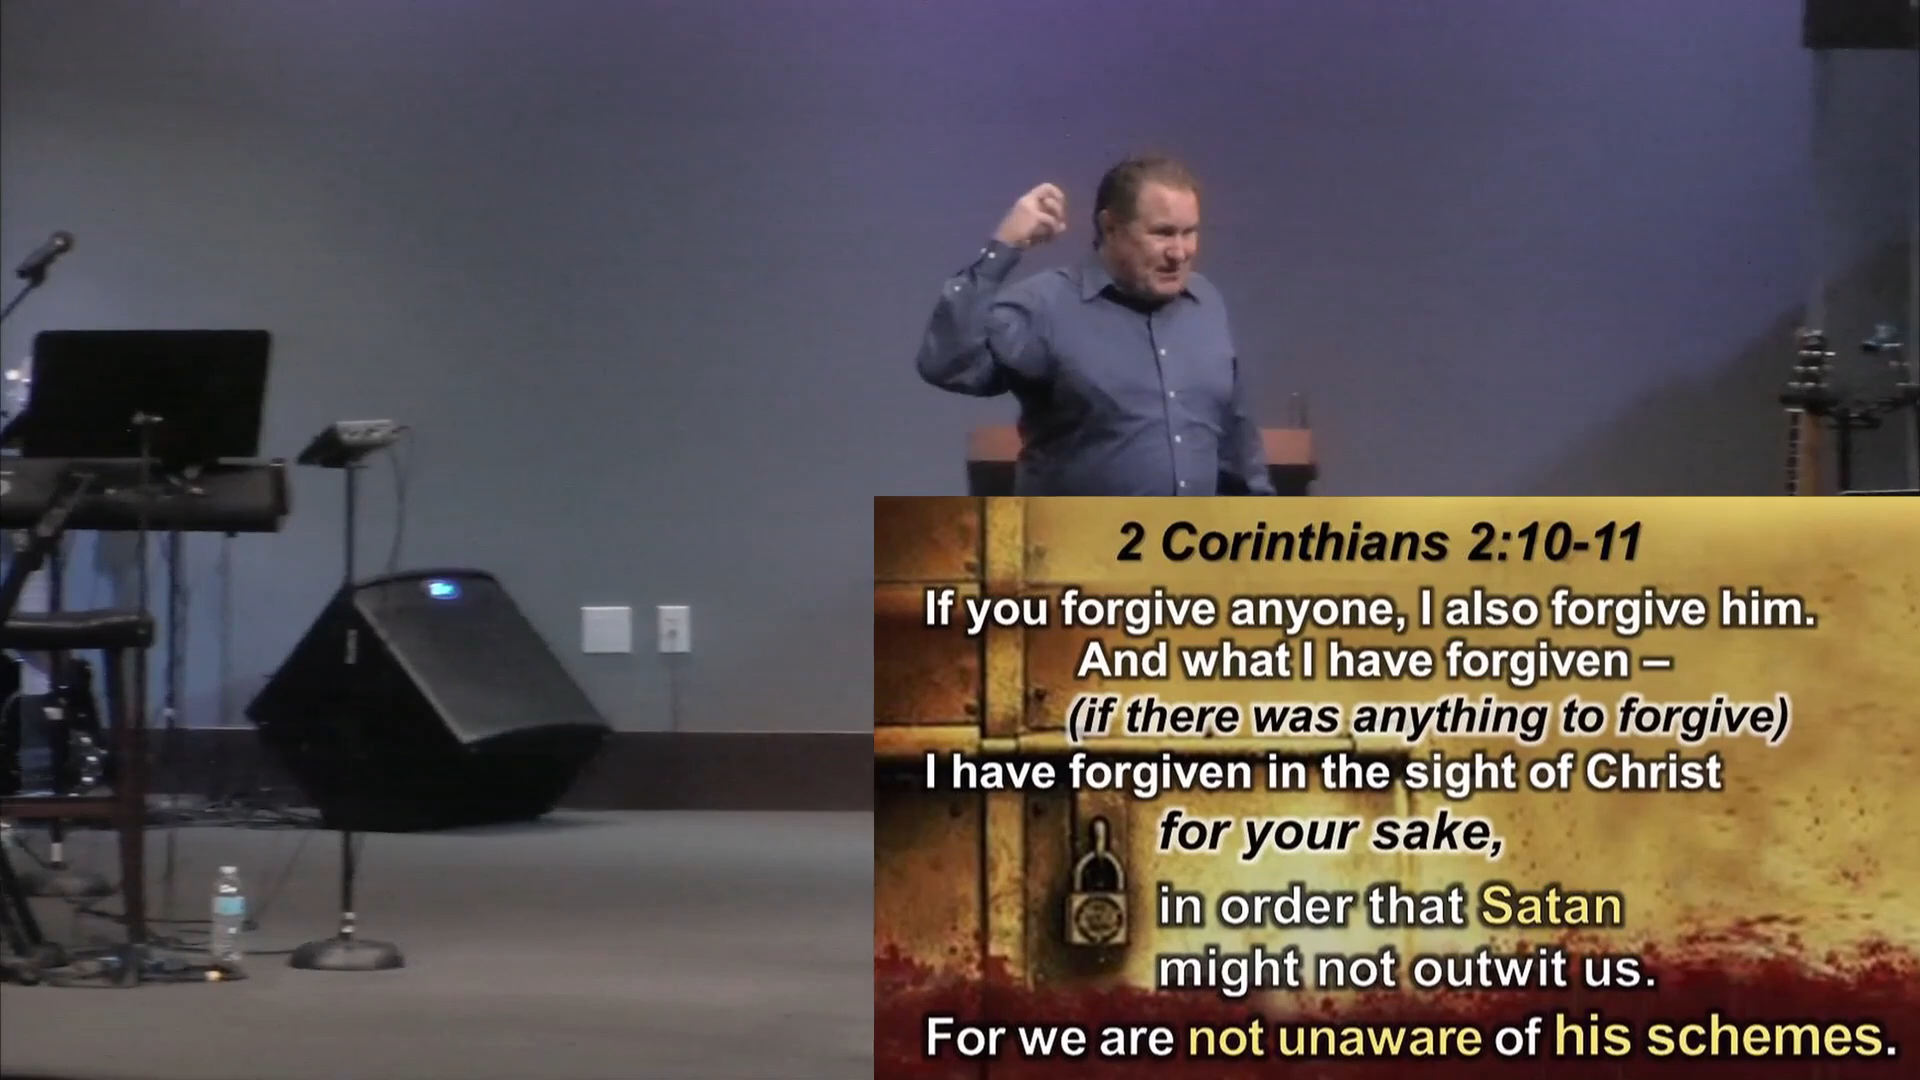 2 Corinthians 2:10-11
If you forgive anyone, I also forgive him.
And what I have forgiven –
(if there was anything to forgive)
I have forgiven in the sight of Christ
for your sake,
in order that Satan
might not outwit us.
For we are not unaware of his schemes.